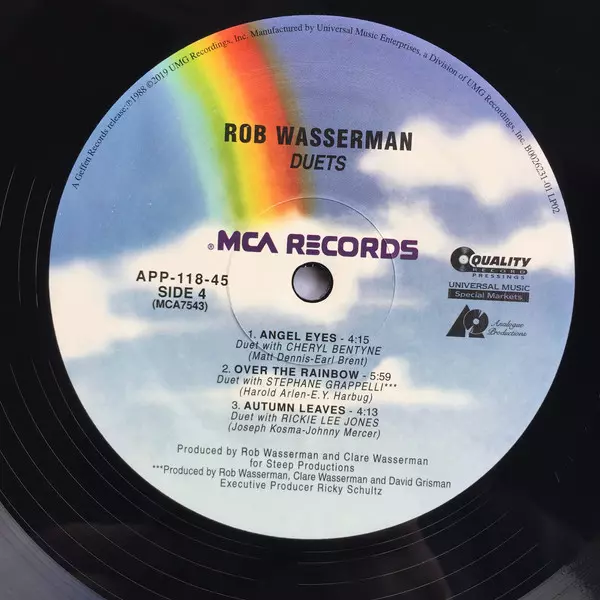 A Geffen Records release;℗1988 ©2019 UMG Recordings, Inc. Manufactured by Universal Music Enterprises, a Division of UMG Recordings, Inc. B0026231-01 LP02
ROB WASSERMAN
DUETS
®MCA RECORDS
APP-118-45
SIDE 4
(MCA7543)
QUALITY
RECORD
PRESSINGS
UNIVERSAL MUSIC
Special Markets
Analogue
Productions
1. ANGEL EYES - 4:15
Duet with CHERYL BENTYNE
(Matt Dennis-Earl Brent)
2. OVER THE RAINBOW - 5:59
Duet with STEPHANE GRAPPELLI***
(Harold Arlen-E.Y. Harbug)
3. AUTUMN LEAVES - 4:13
Duet with RICKIE LEE JONES
(Joseph Kosma-Johnny Mercer)
Produced by Rob Wasserman and Clare Wasserman
for Steep Productions
***Produced by Rob Wasserman, Clare Wasserman and David Grisman
Executive Producer Ricky Schultz